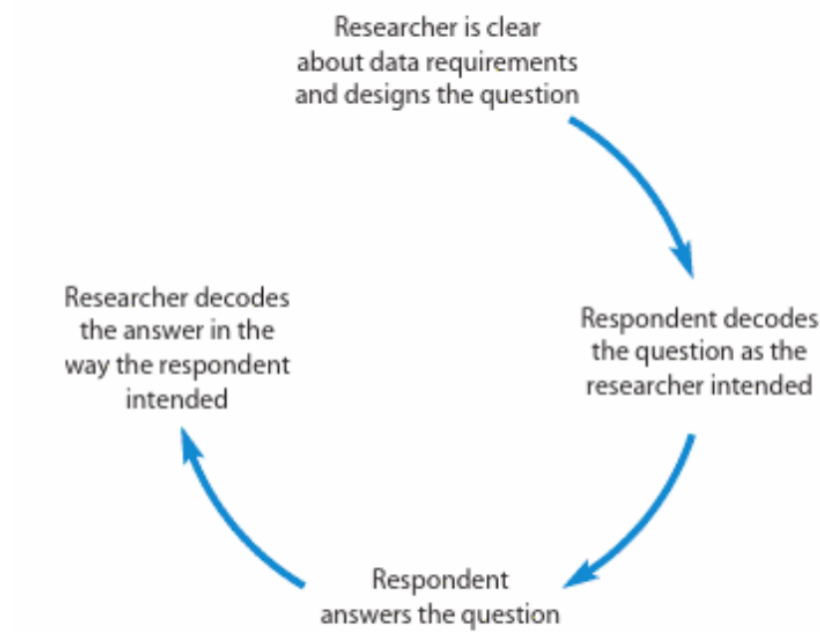 Researcher is clear
about data requirements
and designs the question
Respondent decodes
the question as the
researcher intended
Respondent
answers the question
Researcher decodes
the answer in the
way the respondent
intended